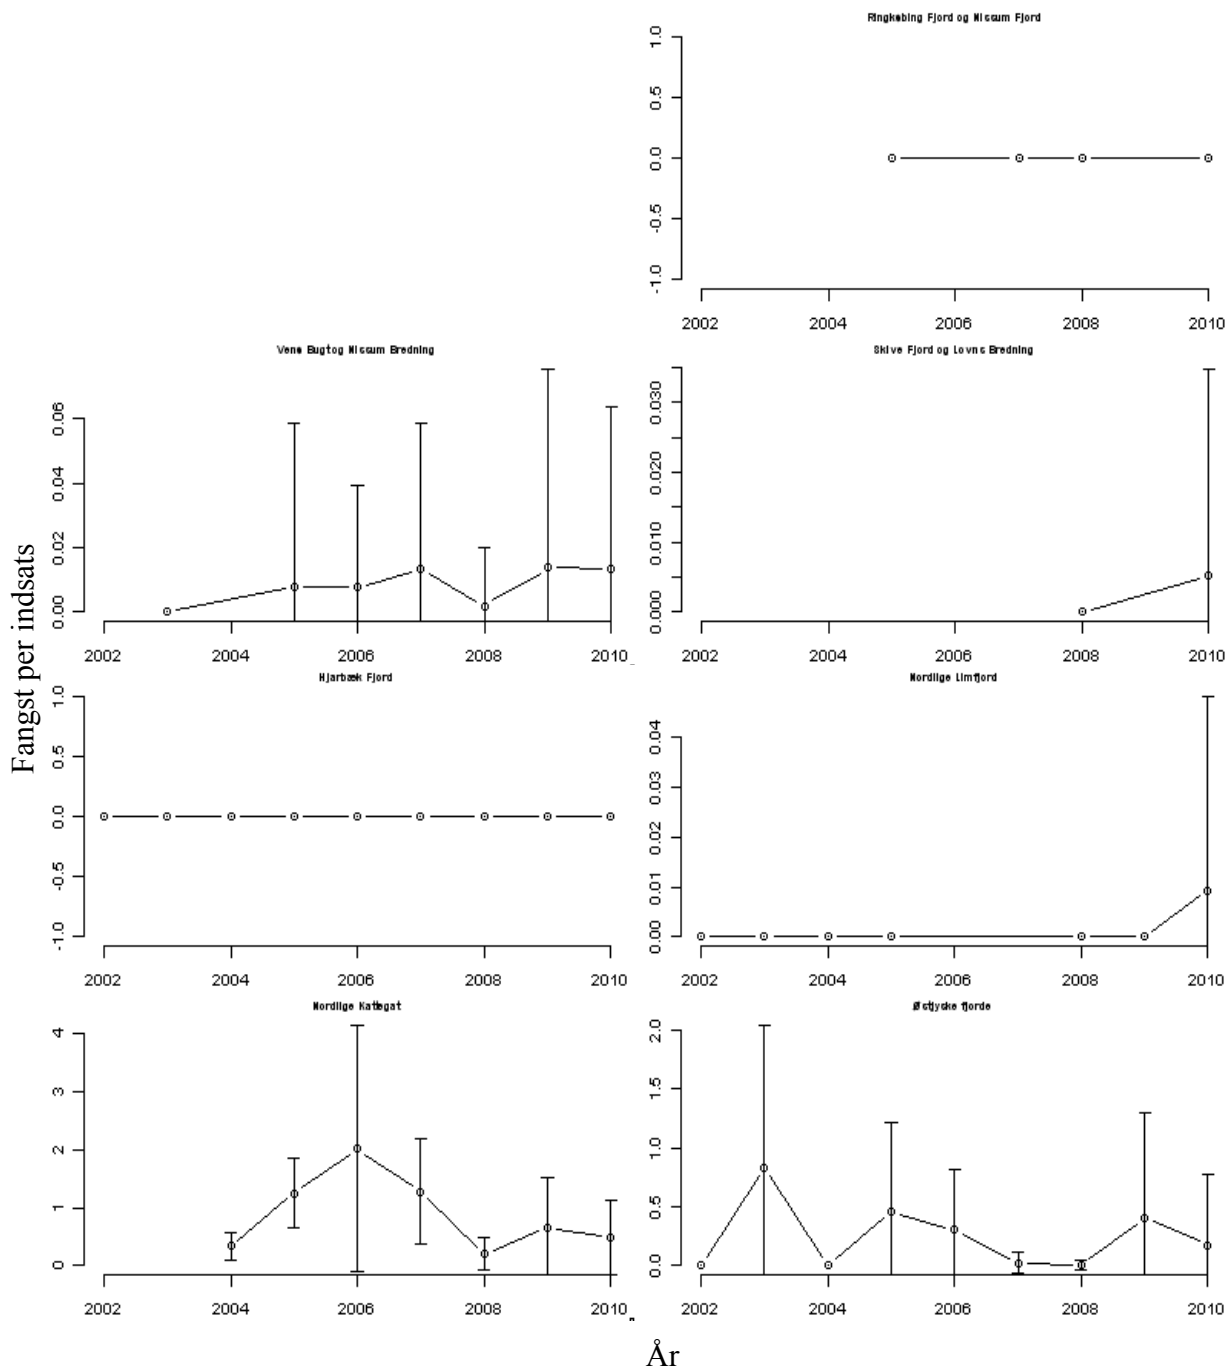 Ringkøbing Fjord og Nissum Fjord
1.0
0.5
0.0
-0.5
-1.0
2002 2004 2006 2008 2010
Venø Bugt og Nissum Bredning
0.06
0.04
0.02
0.00
2002 2004 2006 2008 2010
Skive Fjord og Lovns Bredning
0.030
0.020
0.010
0.000
2002 2004 2006 2008 2010
Fangst per indsats
Hjarbæk Fjord
1.0
0.5
0.0
-0.5
-1.0
2002 2004 2006 2008 2010
Nordlige Limfjord
0.04
0.03
0.02
0.01
0.00
2002 2004 2006 2008 2010
Nordlige Kattegat
4
3
2
1
0
2002 2004 2006 2008 2010
Østjyske fjorde
2.0
1.5
1.0
0.5
0.0
2002 2004 2006 2008 2010
År